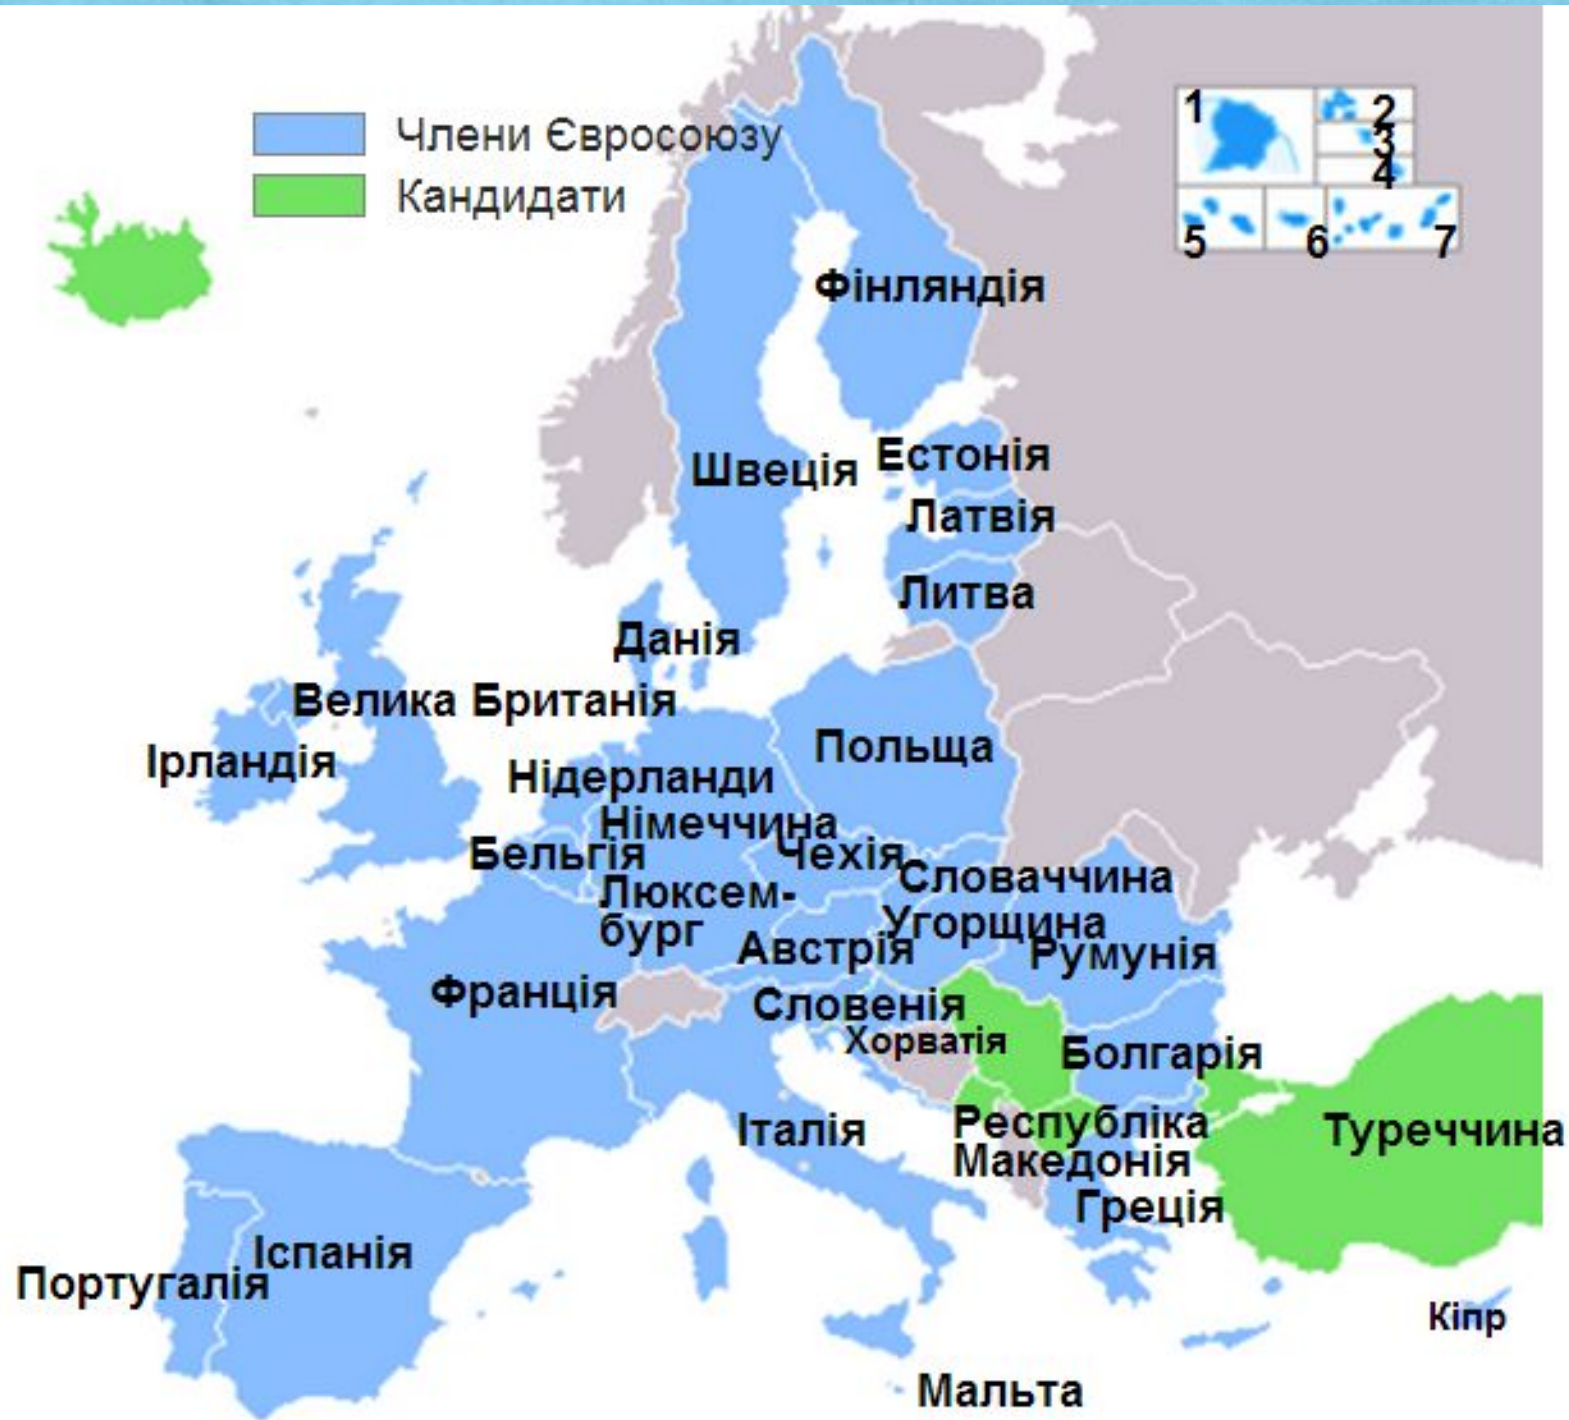 Члени Євросоюзу
Кандидати
1
2
3
4
5
6
7
Фінляндія
Швеція
Естонія
Латвія
Литва
Данія
Велика Британія
Ірландія
Польща
Нідерланди
Німеччина
Бельгія
Чехія
Люксем-
бург
Словаччина
Угорщина
Австрія
Румунія
Франція
Словенія
Хорватія
Болгарія
Італія
Республіка
Македонія
Туреччина
Греція
Іспанія
Португалія
Кіпр
Мальта